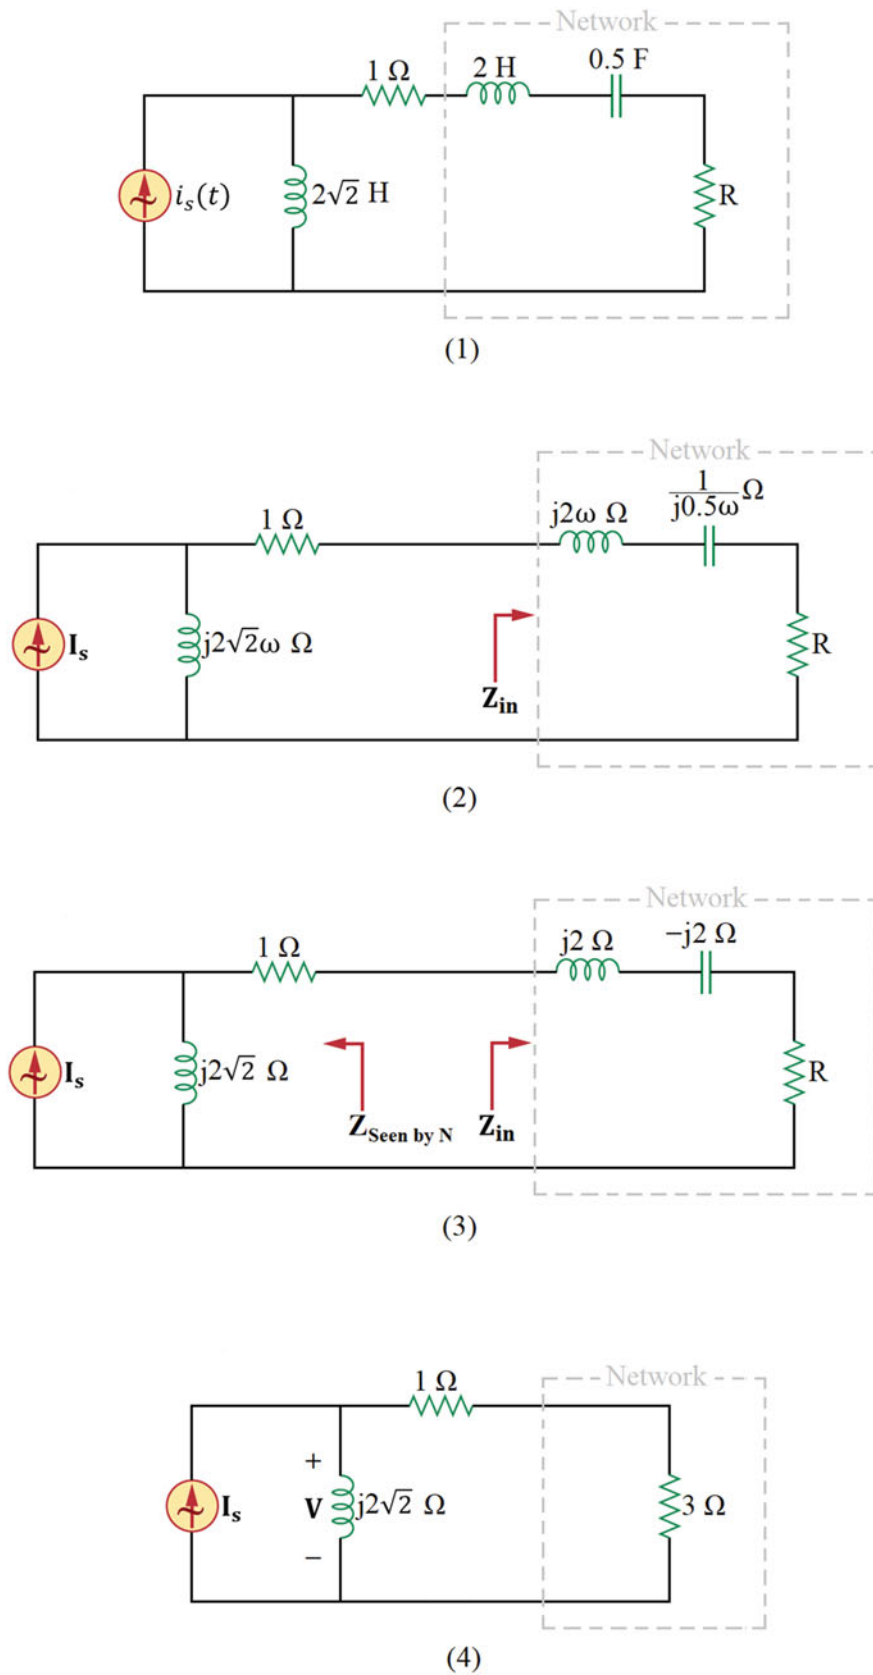 Network
1 Ω
2 H
0.5 F
i_s(t)
2√2 H
R
(1)
Network
1 Ω
j2ω Ω
1/j0.5ω Ω
I_s
j2√2ω Ω
Z_in
R
(2)
Network
1 Ω
j2 Ω
−j2 Ω
I_s
j2√2 Ω
Z_Seen by N
Z_in
R
(3)
Network
1 Ω
+
I_s
V
j2√2 Ω
3 Ω
−
(4)